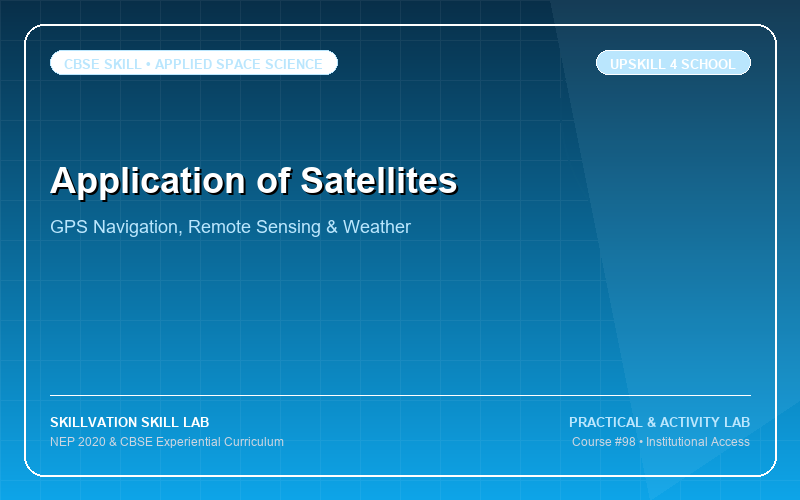 CBSE SKILL • APPLIED SPACE SCIENCE
UPSKILL 4 SCHOOL
Application of Satellites
GPS Navigation, Remote Sensing & Weather
SKILLVATION SKILL LAB
NEP 2020 & CBSE Experiential Curriculum
PRACTICAL & ACTIVITY LAB
Course #98 • Institutional Access